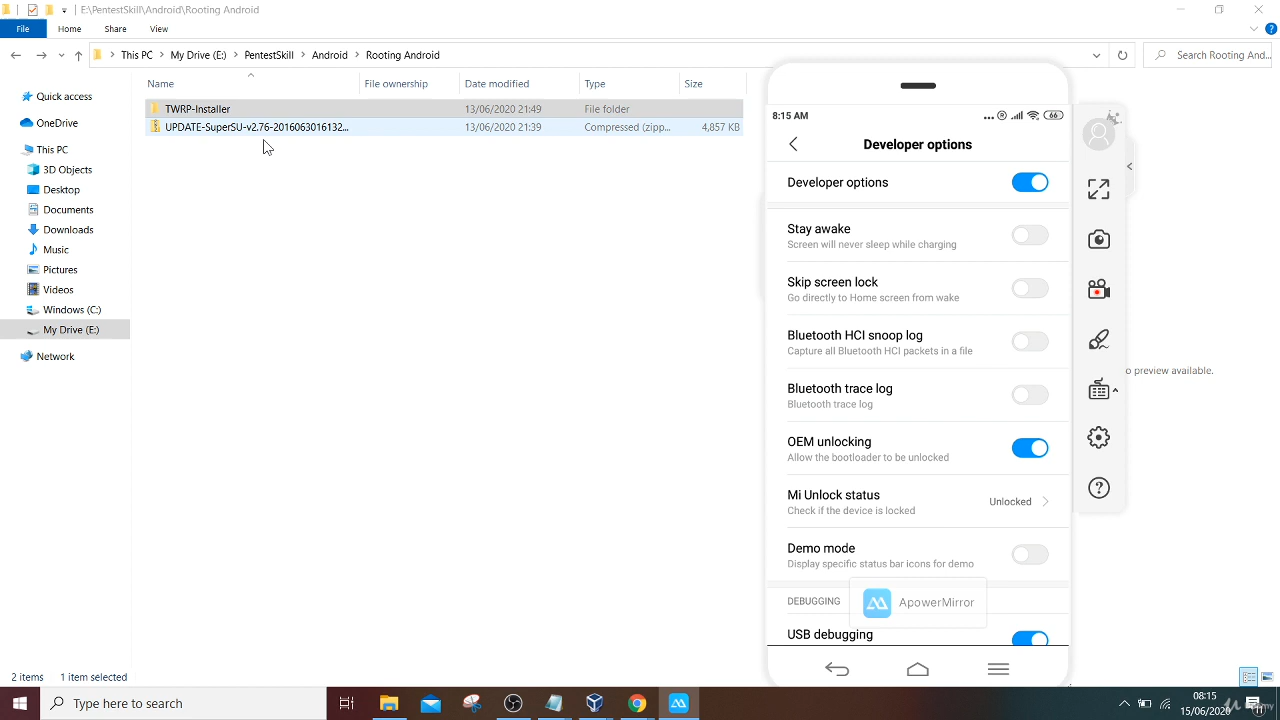 E:\PentestSkill\Android\Rooting Android
File
Home
Share
View
This PC
My Drive (E:)
PentestSkill
Android
Rooting Android
Search Rooting And...
Name
File ownership
Date modified
Type
Size
Quick access
OneDrive
This PC
3D Objects
Desktop
Documents
Downloads
Music
Pictures
Videos
Windows (C:)
My Drive (E:)
Network
TWRP-Installer
13/06/2020 21:49
File folder
UPDATE-SuperSU-v2.76-2016063016132...
13/06/2020 21:39
Compressed (zipp...
4,857 KB
8:15 AM
66
Developer options
Developer options
Stay awake
Screen will never sleep while charging
Skip screen lock
Go directly to Home screen from wake
Bluetooth HCI snoop log
Capture all Bluetooth HCI packets in a file
Bluetooth trace log
Bluetooth trace log
OEM unlocking
Allow the bootloader to be unlocked
Mi Unlock status
Unlocked
Check if the device is locked
Demo mode
Display specific status bar icons for demo
DEBUGGING
ApowerMirror
USB debugging
o preview available.
2 items
1 item selected
Type here to search
08:15
15/06/2020